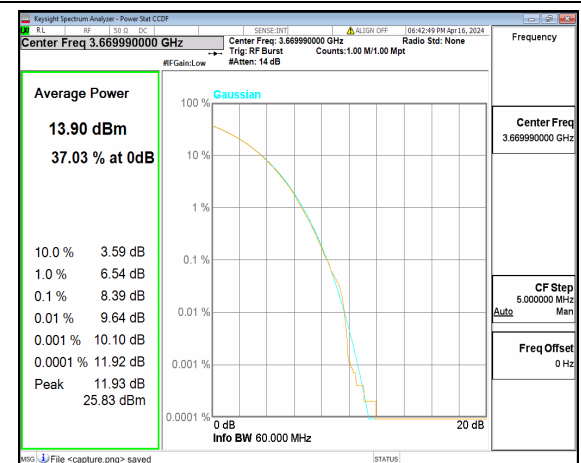 Keysight Spectrum Analyzer - Power Stat CCDF
RL RF 50 Ω DC SENSE:INT ALIGN OFF 06:42:49 PM Apr 16, 2024
Center Freq 3.669990000 GHz
Center Freq: 3.669990000 GHz Radio Std: None
Trig: RF Burst Counts:1.00 M/1.00 Mpt
#IFGain:Low #Atten: 14 dB
Frequency
Average Power
13.90 dBm
37.03 % at 0dB
10.0 % 3.59 dB
1.0 % 6.54 dB
0.1 % 8.39 dB
0.01 % 9.64 dB
0.001 % 10.10 dB
0.0001 % 11.92 dB
Peak 11.93 dB
25.83 dBm
Gaussian
100 %
10 %
1 %
0.1 %
0.01 %
0.001 %
0.0001 %
0 dB 20 dB
Info BW 60.000 MHz
Center Freq
3.669990000 GHz
CF Step
5.000000 MHz
Auto Man
Freq Offset
0 Hz
MSG File <capture.png> saved STATUS